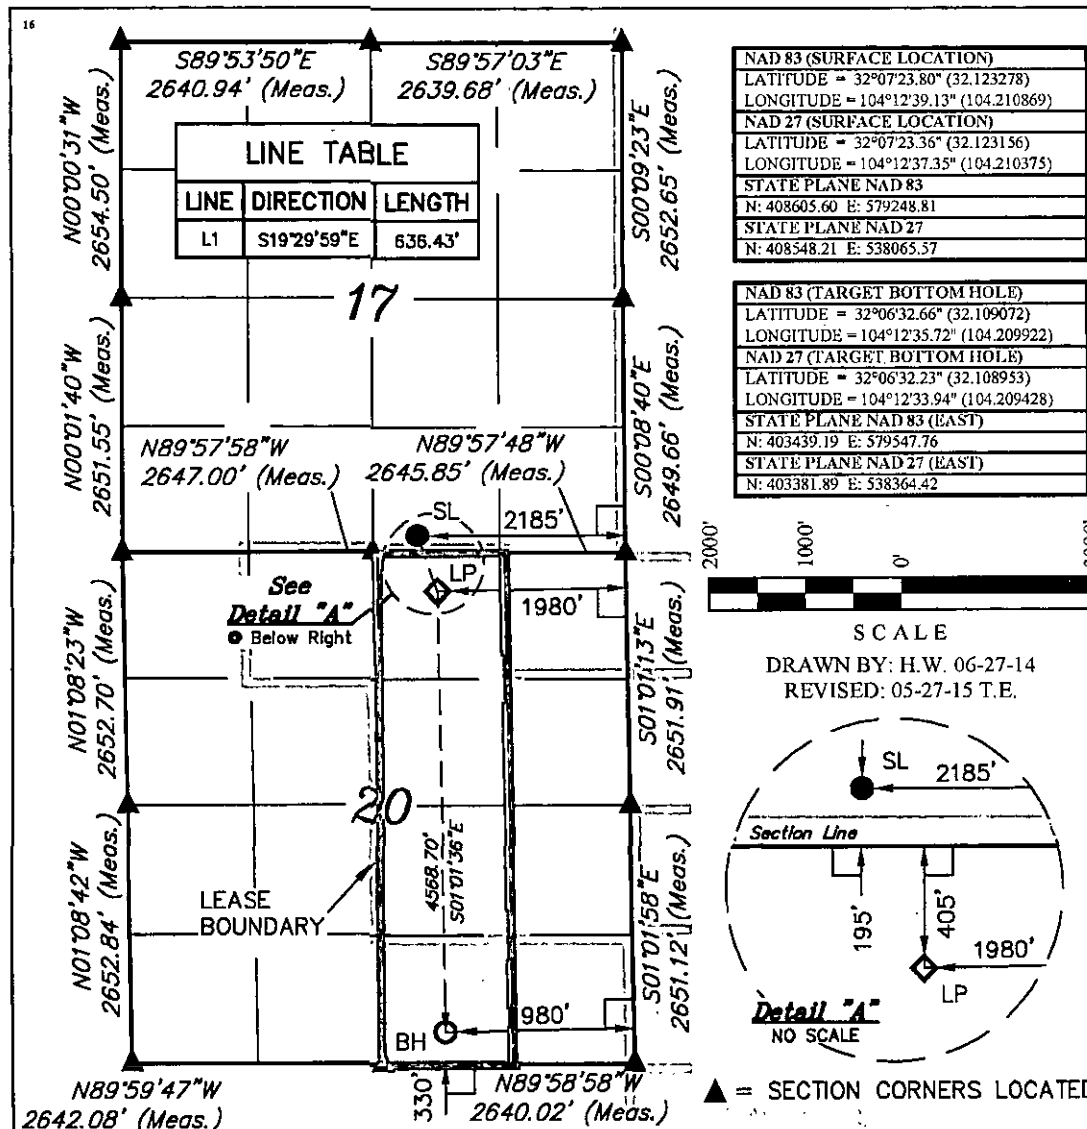 16
S89°53'50"E
2640.94' (Meas.)
S89°57'03"E
2639.68' (Meas.)
N00°00'31"W
2654.50' (Meas.)
S00°09'23"E
2652.65' (Meas.)
LINE TABLE
LINE DIRECTION LENGTH
L1 S19°29'59"E 636.43'
17
N00°01'40"W
2651.55' (Meas.)
S00°08'40"E
2649.66' (Meas.)
N89°57'58"W
2647.00' (Meas.)
N89°57'48"W
2645.85' (Meas.)
SL
2185'
LP
1980'
See
Detail "A"
Below Right
N01°08'23"W
2652.70' (Meas.)
S01°01'13"E
2651.91' (Meas.)
20
4568.70'
S01°01'36"E
LEASE
BOUNDARY
N01°08'42"W
2652.84' (Meas.)
S01°01'58"E
2651.12' (Meas.)
BH
980'
330'
N89°59'47"W
2642.08' (Meas.)
N89°58'58"W
2640.02' (Meas.)
NAD 83 (SURFACE LOCATION)
LATITUDE = 32°07'23.80" (32.123278)
LONGITUDE = 104°12'39.13" (104.210869)
NAD 27 (SURFACE LOCATION)
LATITUDE = 32°07'23.36" (32.123156)
LONGITUDE = 104°12'37.35" (104.210375)
STATE PLANE NAD 83
N: 408605.60 E: 579248.81
STATE PLANE NAD 27
N: 408548.21 E: 538065.57
NAD 83 (TARGET BOTTOM HOLE)
LATITUDE = 32°06'32.66" (32.109072)
LONGITUDE = 104°12'35.72" (104.209922)
NAD 27 (TARGET BOTTOM HOLE)
LATITUDE = 32°06'32.23" (32.108953)
LONGITUDE = 104°12'33.94" (104.209428)
STATE PLANE NAD 83 (EAST)
N: 403439.19 E: 579547.76
STATE PLANE NAD 27 (EAST)
N: 403381.89 E: 538364.42
2000' 1000' 0'
SCALE
DRAWN BY: H.W. 06-27-14
REVISED: 05-27-15 T.E.
SL
2185'
Section Line
195'
405'
1980'
LP
Detail "A"
NO SCALE
▲ = SECTION CORNERS LOCATED